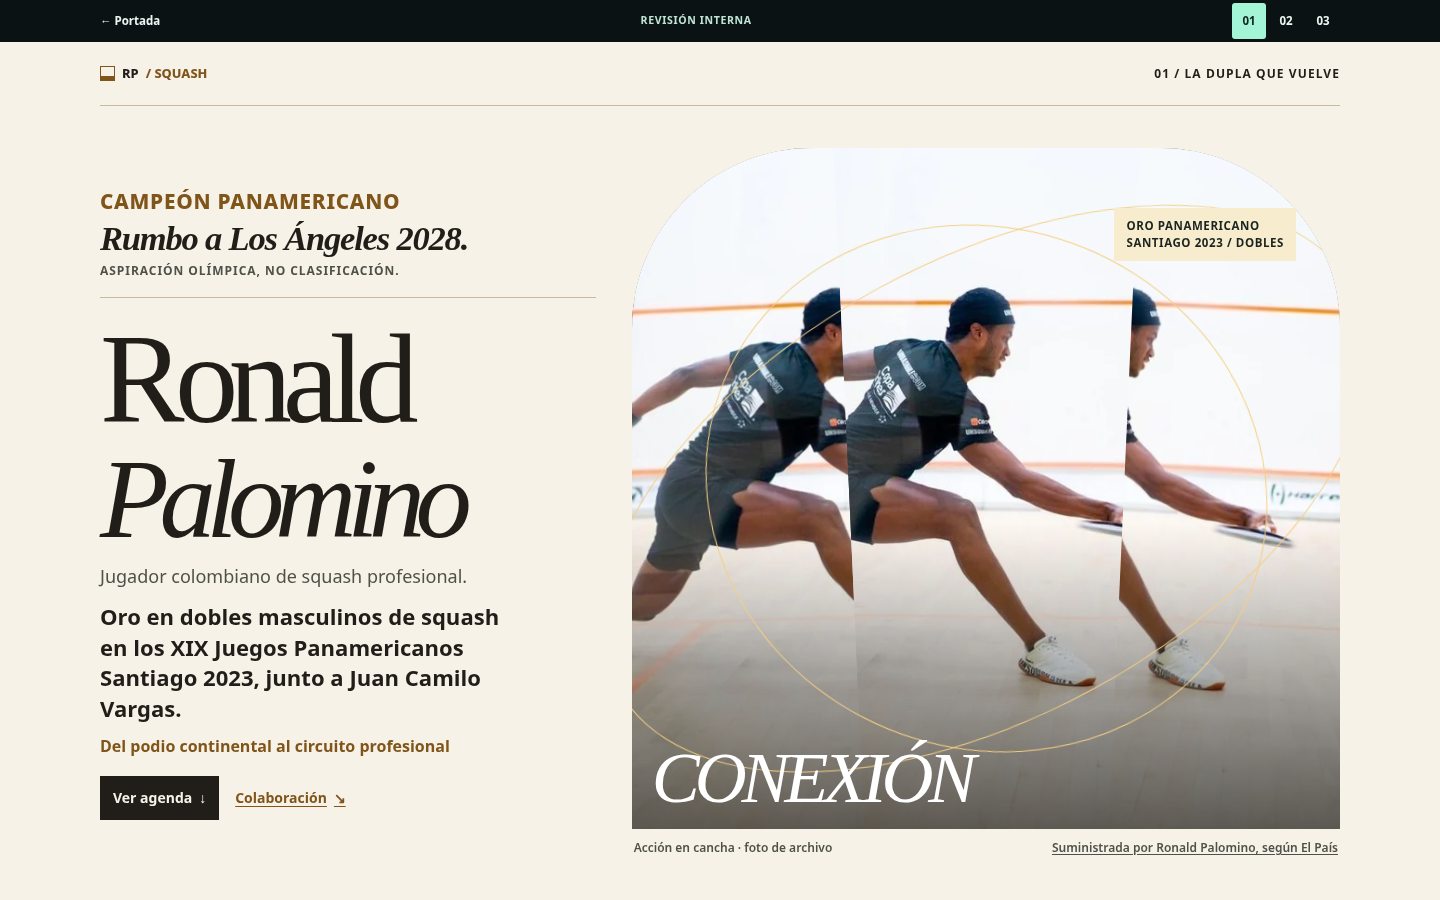 ← Portada
REVISIÓN INTERNA
01 02 03
RP / SQUASH
01 / LA DUPLA QUE VUELVE
CAMPEÓN PANAMERICANO
Rumbo a Los Ángeles 2028.
ASPIRACIÓN OLÍMPICA, NO CLASIFICACIÓN.
Ronald
Palomino
Jugador colombiano de squash profesional.
Oro en dobles masculinos de squash
en los XIX Juegos Panamericanos
Santiago 2023, junto a Juan Camilo
Vargas.
Del podio continental al circuito profesional
Ver agenda ↓
Colaboración ↘
ORO PANAMERICANO
SANTIAGO 2023 / DOBLES
CONEXIÓN
Acción en cancha · foto de archivo
Suministrada por Ronald Palomino, según El País